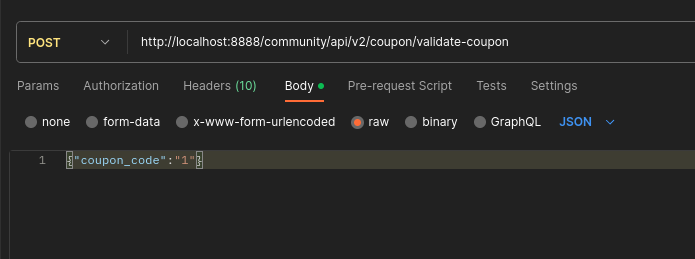 POST http://localhost:8888/community/api/v2/coupon/validate-coupon
Params Authorization Headers (10) Body Pre-request Script Tests Settings
none form-data x-www-form-urlencoded raw binary GraphQL JSON
1 {"coupon_code":"1"}